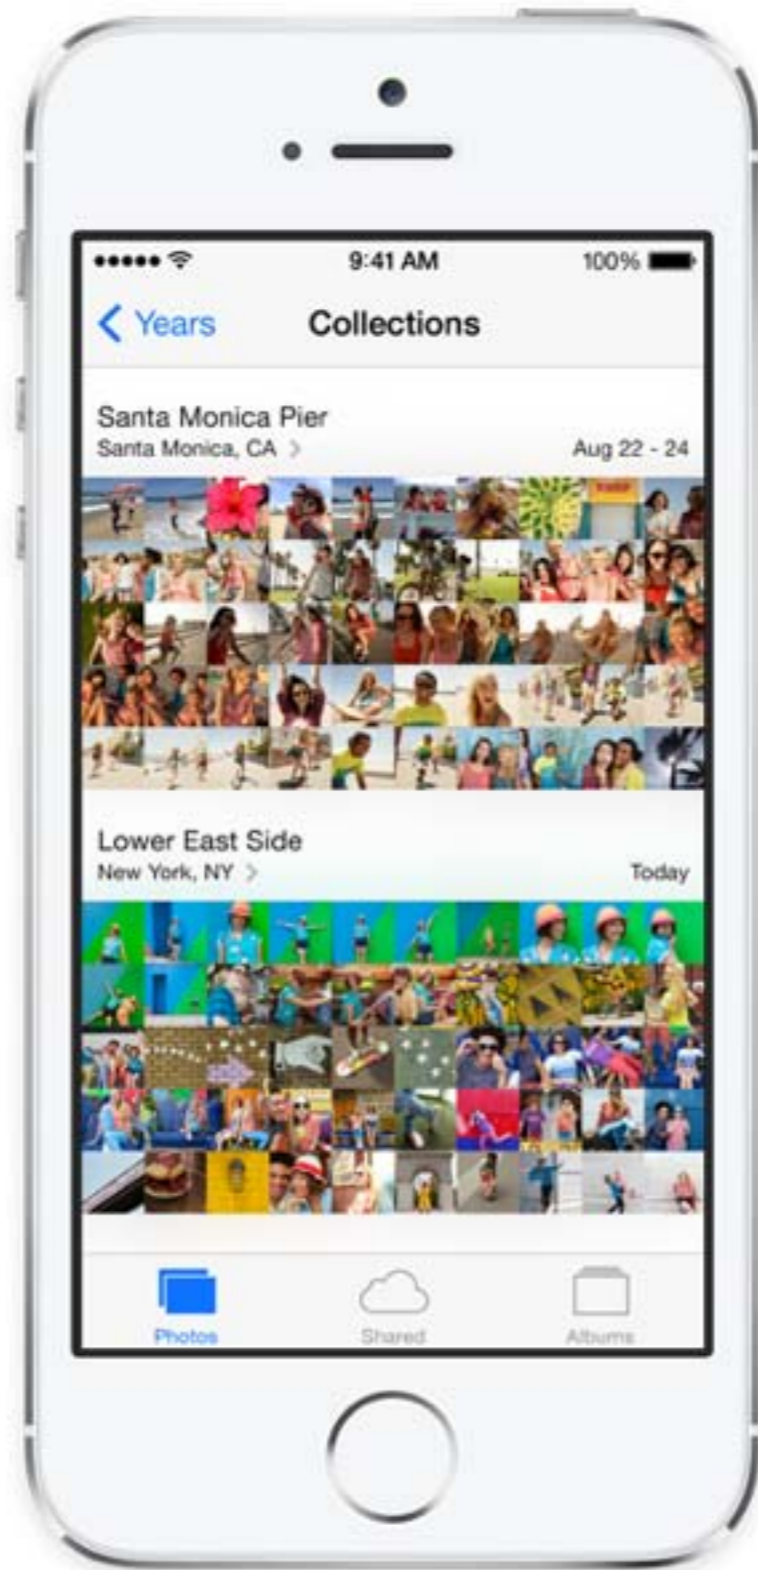 9:41 AM 100%
Years Collections
Santa Monica Pier
Santa Monica, CA Aug 22 - 24
Lower East Side
New York, NY Today
Photos Shared Albums